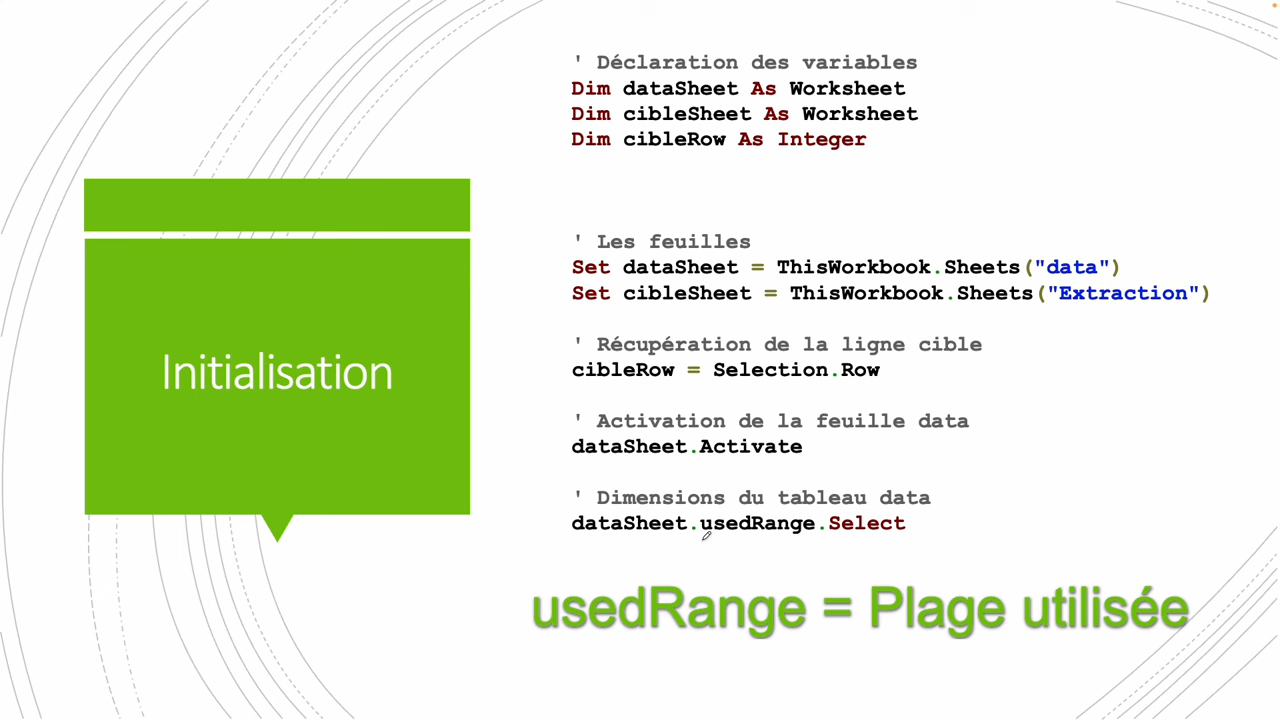 Initialisation
' Déclaration des variables
Dim dataSheet As Worksheet
Dim cibleSheet As Worksheet
Dim cibleRow As Integer
' Les feuilles
Set dataSheet = ThisWorkbook.Sheets("data")
Set cibleSheet = ThisWorkbook.Sheets("Extraction")
' Récupération de la ligne cible
cibleRow = Selection.Row
' Activation de la feuille data
dataSheet.Activate
' Dimensions du tableau data
dataSheet.usedRange.Select
usedRange = Plage utilisée